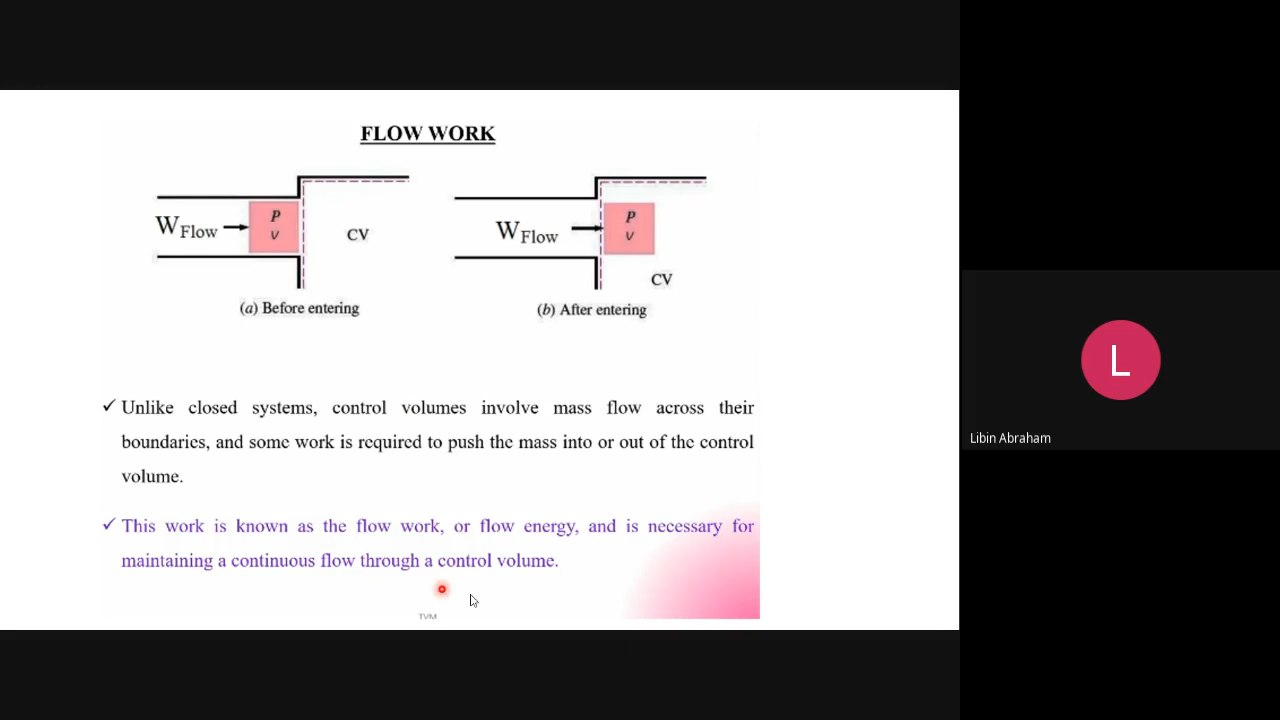 FLOW WORK
W Flow
P
v
CV
W Flow
P
v
CV
(a) Before entering
(b) After entering
✓ Unlike closed systems, control volumes involve mass flow across their
boundaries, and some work is required to push the mass into or out of the control
volume.
✓ This work is known as the flow work, or flow energy, and is necessary for
maintaining a continuous flow through a control volume.
TVM
L
Libin Abraham